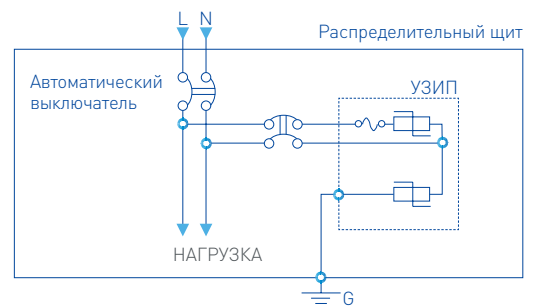 L N
Распределительный щит
Автоматический
выключатель
УЗИП
НАГРУЗКА
G